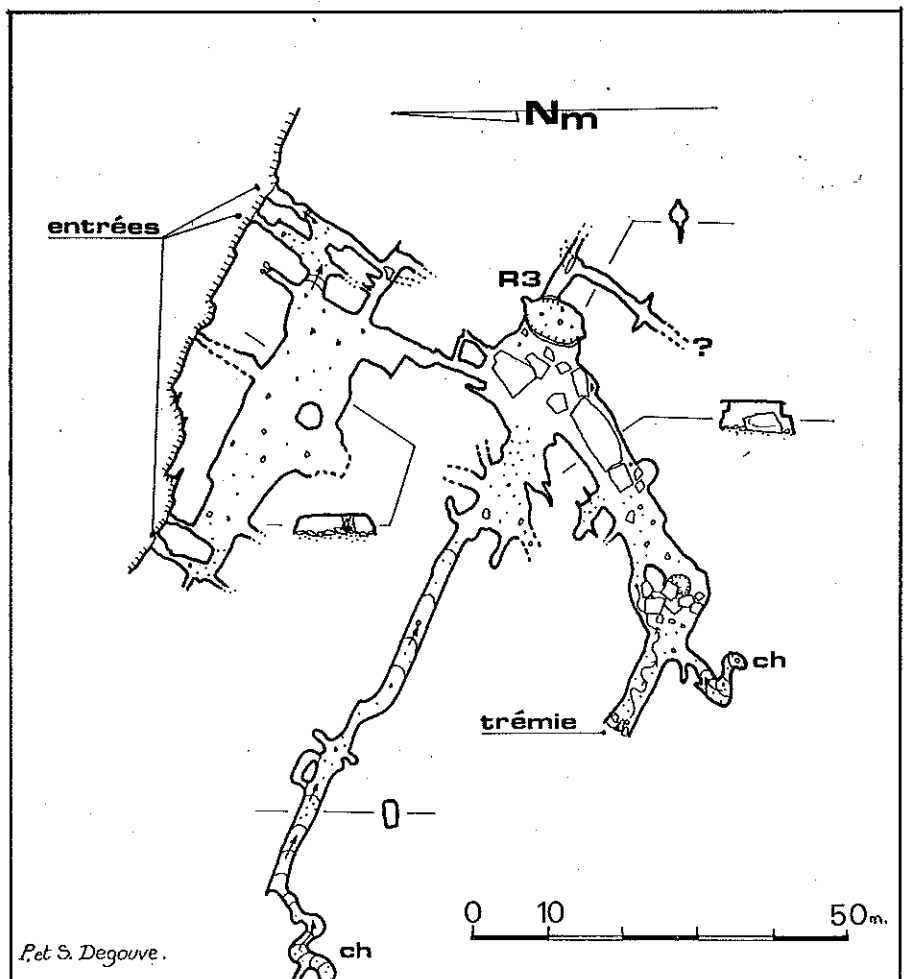 Nm
entrées
R3
?
ch
trémie
0 10 50m.
P. et S. Degouve.
ch